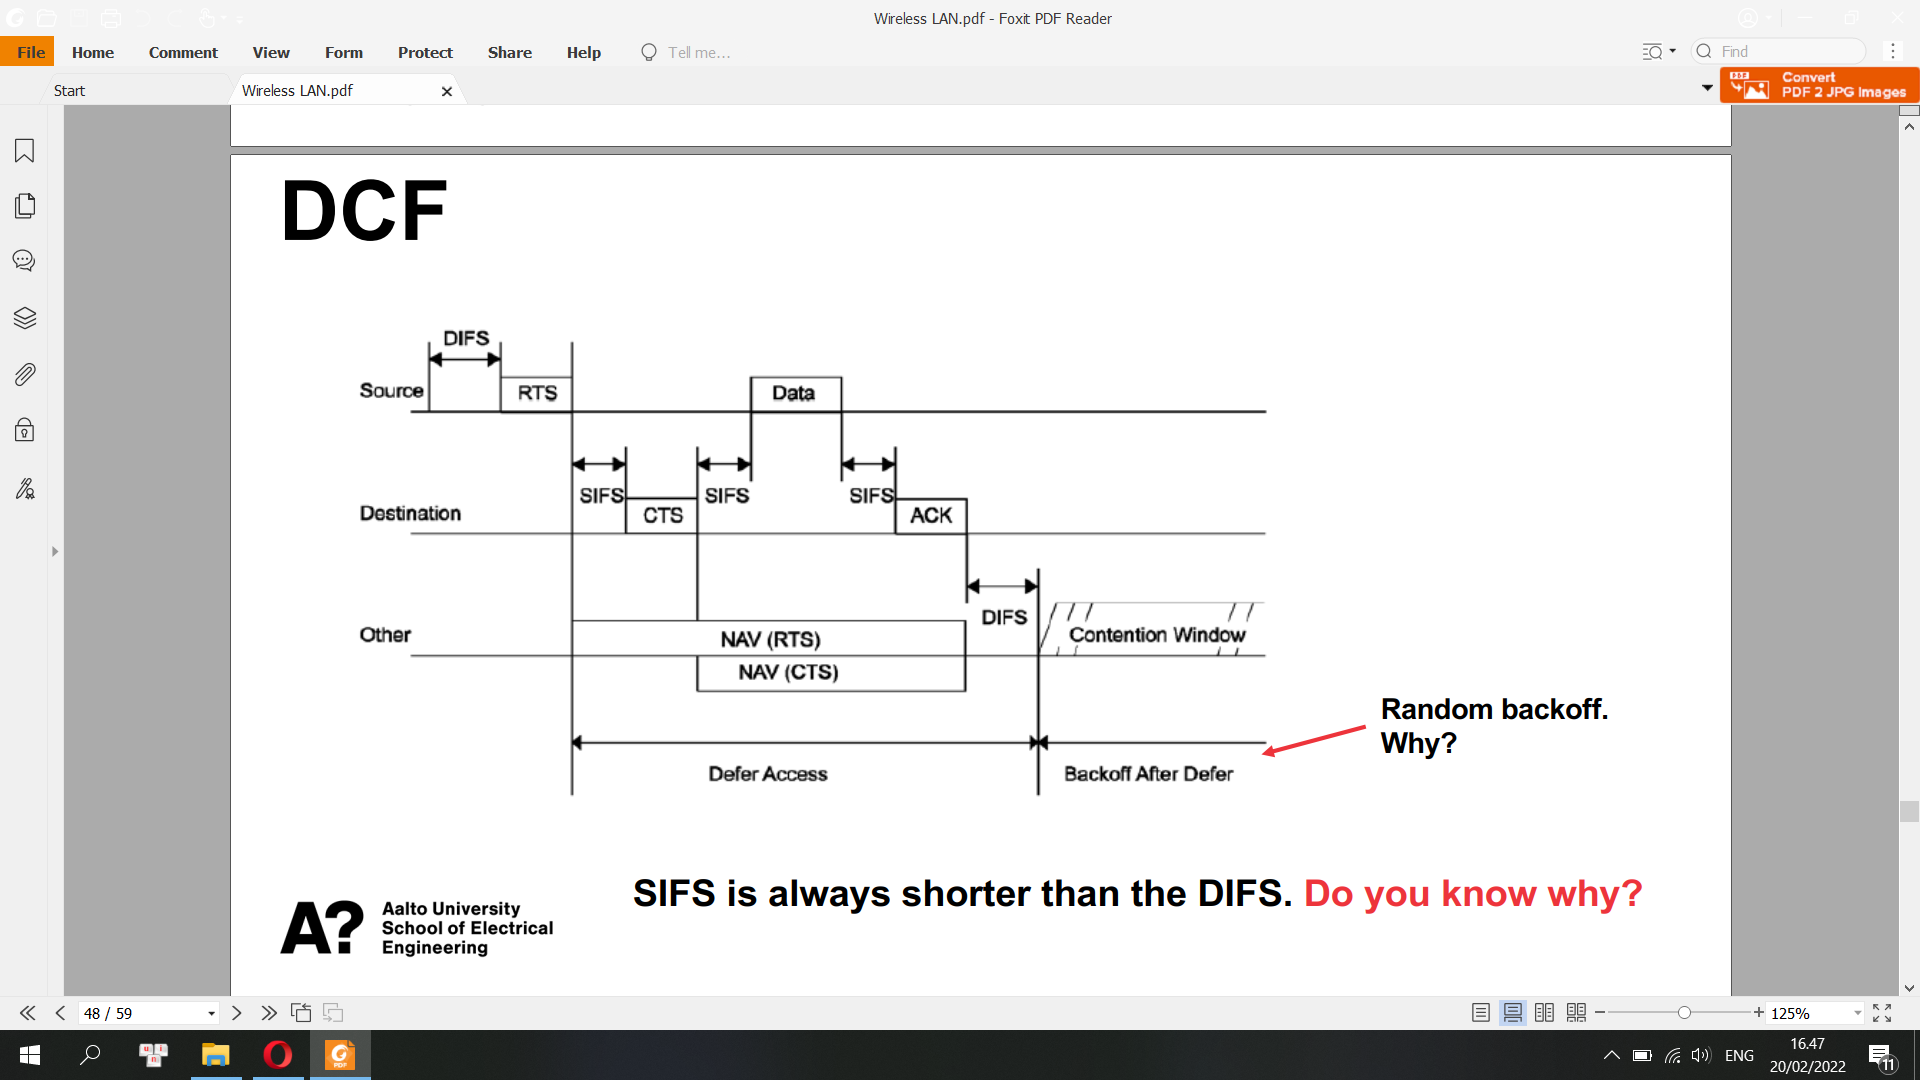 Wireless LAN.pdf - Foxit PDF Reader
File Home Comment View Form Protect Share Help Tell me... Find
Start Wireless LAN.pdf
Convert
PDF 2 JPG Images
DCF
DIFS
Source RTS Data
SIFS SIFS SIFS
Destination CTS ACK
DIFS
Other NAV (RTS) Contention Window
NAV (CTS)
Random backoff.
Why?
Defer Access Backoff After Defer
SIFS is always shorter than the DIFS. Do you know why?
A?
Aalto University
School of Electrical
Engineering
48 / 59 125%
ENG
16.47
20/02/2022
11